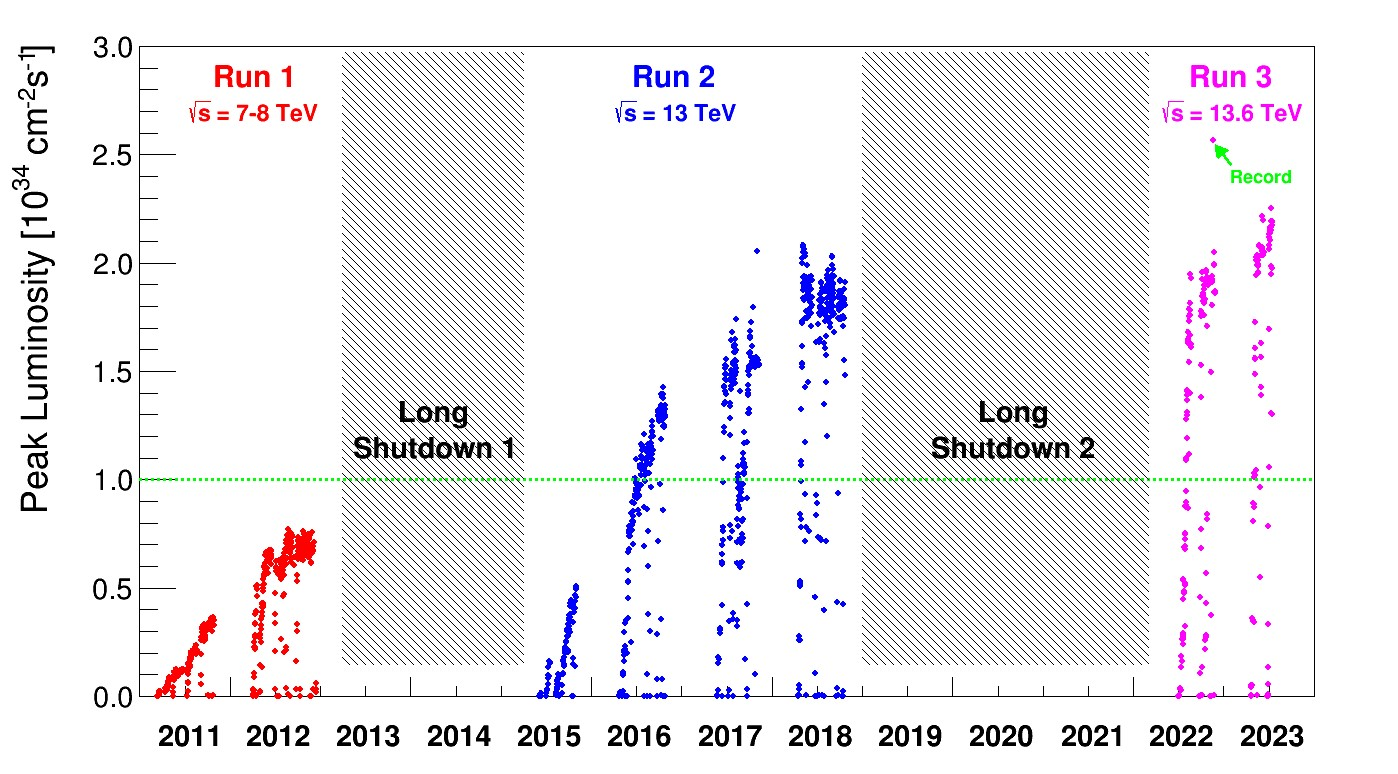 Peak Luminosity [10³⁴ cm⁻²s⁻¹]
3.0
2.5
2.0
1.5
1.0
0.5
0.0
Run 1
√s = 7-8 TeV
Run 2
√s = 13 TeV
Run 3
√s = 13.6 TeV
Record
Long
Shutdown 1
Long
Shutdown 2
2011 2012 2013 2014 2015 2016 2017 2018 2019 2020 2021 2022 2023